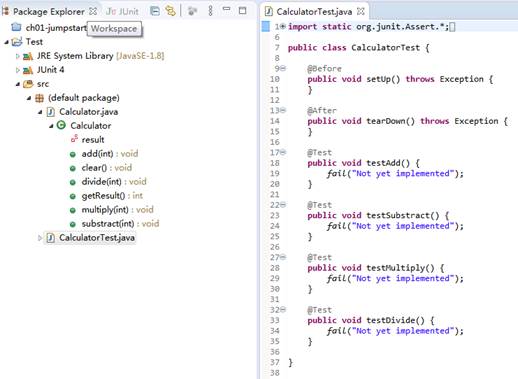 Package Explorer
JUnit
Workspace
ch01-jumpstart
Test
JRE System Library [JavaSE-1.8]
JUnit 4
src
(default package)
Calculator.java
Calculator
result
add(int) : void
clear() : void
divide(int) : void
getResult() : int
multiply(int) : void
substract(int) : void
CalculatorTest.java
CalculatorTest.java
1 import static org.junit.Assert.*;
6
7 public class CalculatorTest {
8
9 @Before
10 public void setUp() throws Exception {
11 }
12
13 @After
14 public void tearDown() throws Exception {
15 }
16
17 @Test
18 public void testAdd() {
19 fail("Not yet implemented");
20 }
21
22 @Test
23 public void testSubstract() {
24 fail("Not yet implemented");
25 }
26
27 @Test
28 public void testMultiply() {
29 fail("Not yet implemented");
30 }
31
32 @Test
33 public void testDivide() {
34 fail("Not yet implemented");
35 }
36
37 }
38